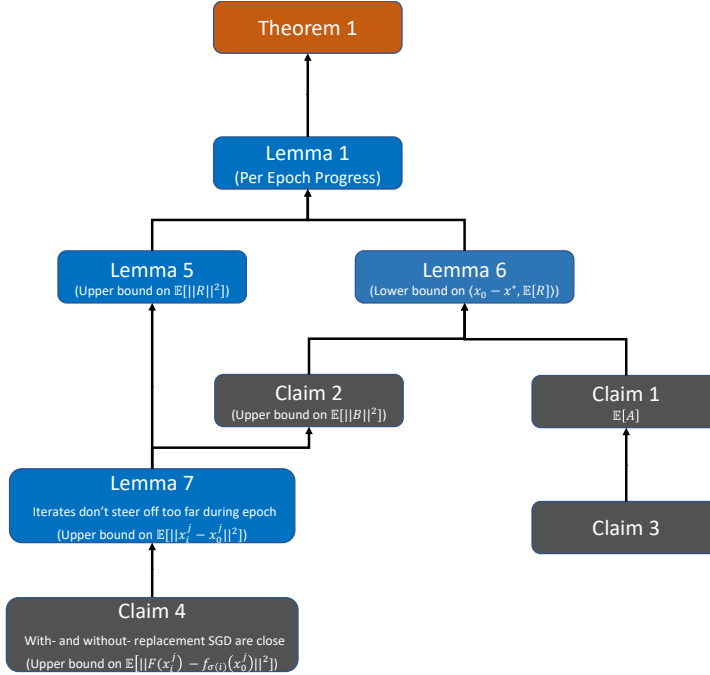 Theorem 1
Lemma 1
(Per Epoch Progress)
Lemma 5
(Upper bound on 𝔼[||R||²])
Lemma 6
(Lower bound on ⟨x₀ − x*, 𝔼[R]⟩)
Claim 2
(Upper bound on 𝔼[||B||²])
Claim 1
𝔼[A]
Lemma 7
Iterates don't steer off too far during epoch
(Upper bound on 𝔼[||x_i^j − x_0^j||²])
Claim 3
Claim 4
With- and without- replacement SGD are close
(Upper bound on 𝔼[||F(x_i^j) − f_σ(i)(x_0^j)||²])